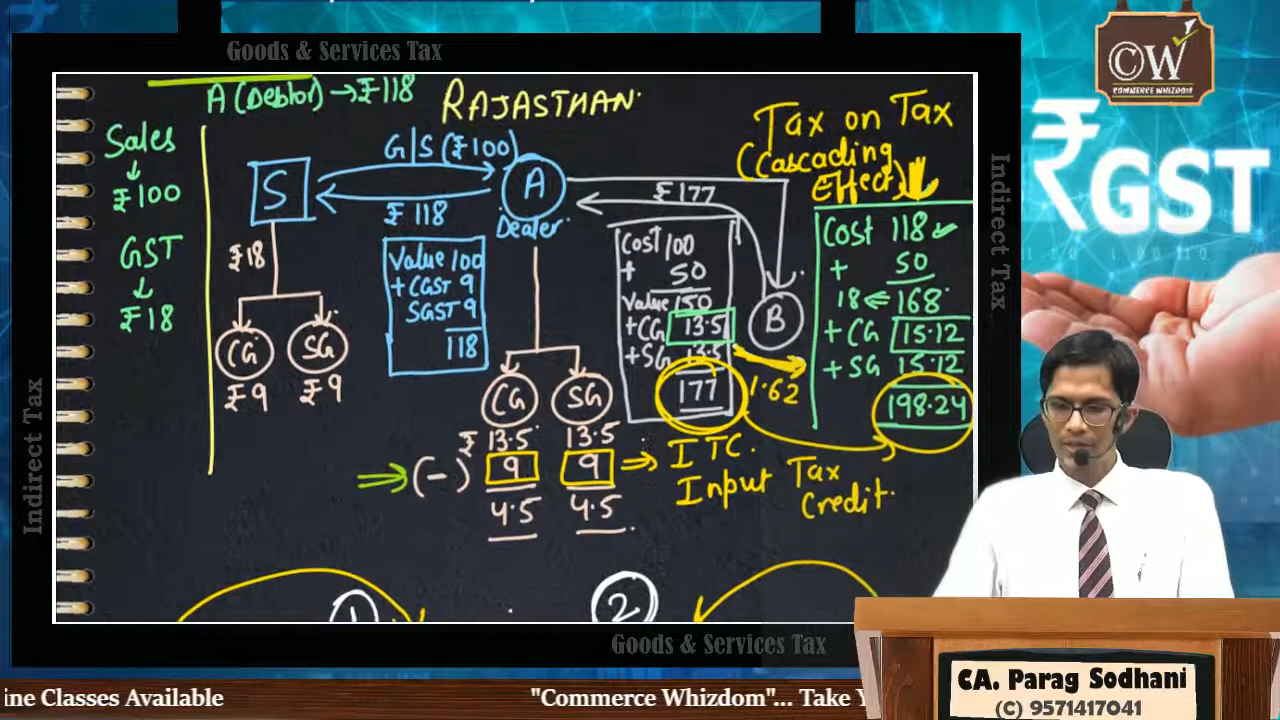 Goods & Services Tax
CW
COMMERCE WHIZDOM
₹GST
Indirect Tax
Indirect Tax
A (Debtor) → ₹118
RAJASTHAN
Sales
↓
₹100
GST
↓
₹18
S
G|S (₹100)
₹ 118
A
Dealer
₹18
CG
SG
₹9
₹9
Value 100
+ CGST 9
SGST 9
118
CG
SG
₹ 13.5
13.5
⇒ (-) 9
9 ⇒
4.5
4.5
ITC.
Input Tax
Credit
₹177
Cost 100
+ 50
Value 150
+CG 13.5
+SG 13.5
177
B
1.62
Tax on Tax
(Cascading
Effect)
Cost 118
+ 50
18 ⇐ 168
+ CG 15.12
+ SG 15.12
198.24
1
2
Goods & Services Tax
CA. Parag Sodhani
(C) 9571417041
ine Classes Available
"Commerce Whizdom"... Take Y